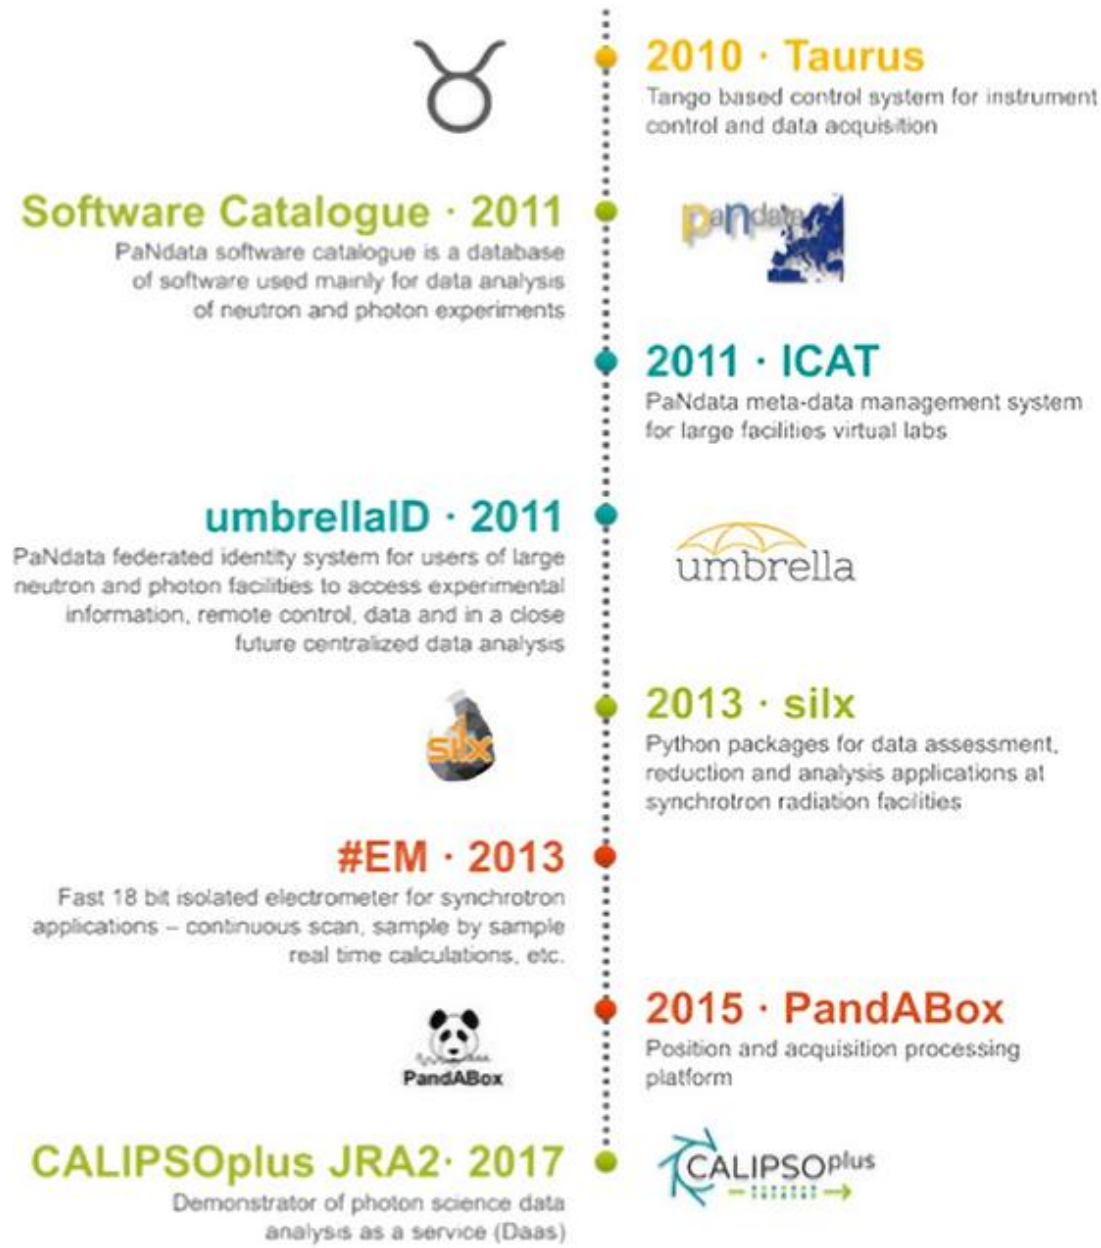 2010 · Taurus
Tango based control system for instrument
control and data acquisition
Software Catalogue · 2011
PaNdata software catalogue is a database
of software used mainly for data analysis
of neutron and photon experiments
pandata
2011 · ICAT
PaNdata meta-data management system
for large facilities virtual labs
umbrellaID · 2011
PaNdata federated identity system for users of large
neutron and photon facilities to access experimental
information, remote control, data and in a close
future centralized data analysis
umbrella
silx
2013 · silx
Python packages for data assessment,
reduction and analysis applications at
synchrotron radiation facilities
#EM · 2013
Fast 18 bit isolated electrometer for synchrotron
applications – continuous scan, sample by sample
real time calculations, etc.
2015 · PandABox
Position and acquisition processing
platform
PandABox
CALIPSOplus JRA2· 2017
Demonstrator of photon science data
analysis as a service (Daas)
CALIPSOplus